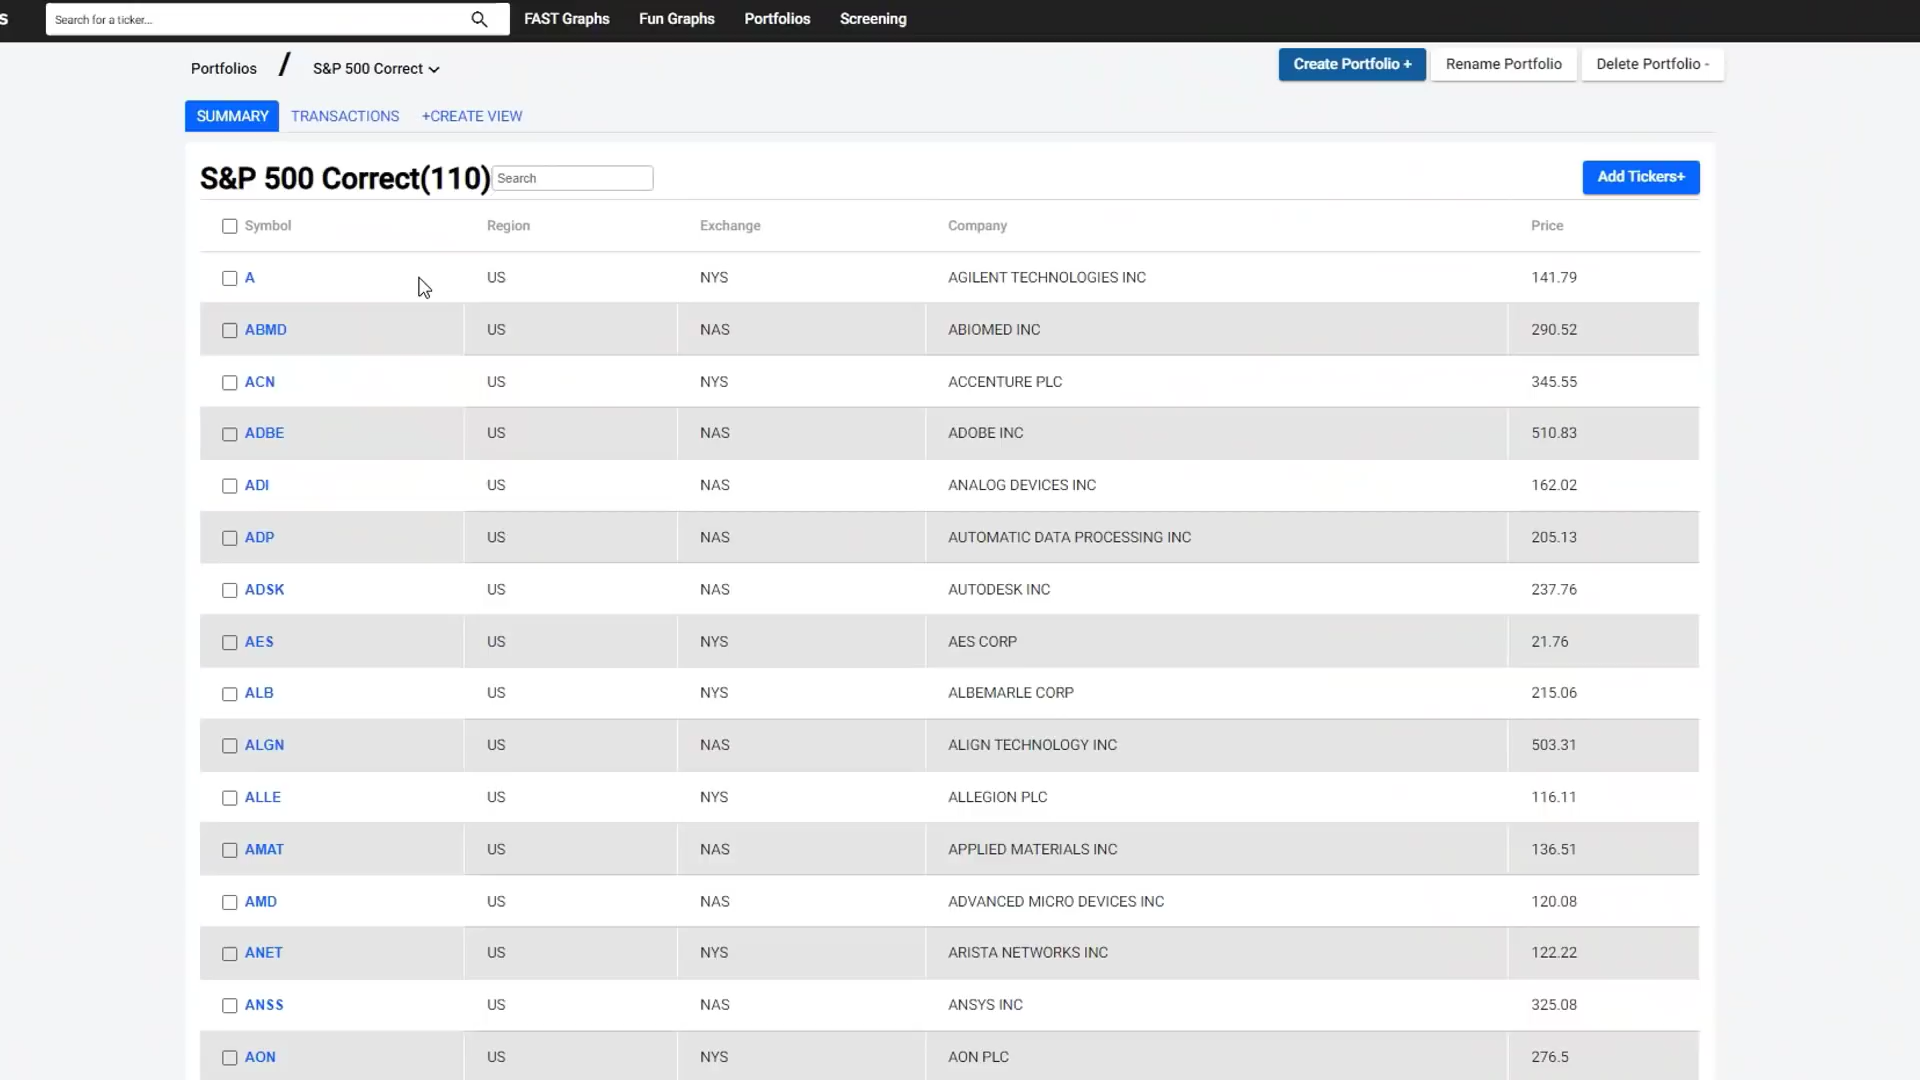 s Search for a ticker... FAST Graphs Fun Graphs Portfolios Screening
Portfolios / S&P 500 Correct Create Portfolio + Rename Portfolio Delete Portfolio -
SUMMARY TRANSACTIONS +CREATE VIEW
S&P 500 Correct(110) Search Add Tickers+
Symbol Region Exchange Company Price
A US NYS AGILENT TECHNOLOGIES INC 141.79
ABMD US NAS ABIOMED INC 290.52
ACN US NYS ACCENTURE PLC 345.55
ADBE US NAS ADOBE INC 510.83
ADI US NAS ANALOG DEVICES INC 162.02
ADP US NAS AUTOMATIC DATA PROCESSING INC 205.13
ADSK US NAS AUTODESK INC 237.76
AES US NYS AES CORP 21.76
ALB US NYS ALBEMARLE CORP 215.06
ALGN US NAS ALIGN TECHNOLOGY INC 503.31
ALLE US NYS ALLEGION PLC 116.11
AMAT US NAS APPLIED MATERIALS INC 136.51
AMD US NAS ADVANCED MICRO DEVICES INC 120.08
ANET US NYS ARISTA NETWORKS INC 122.22
ANSS US NAS ANSYS INC 325.08
AON US NYS AON PLC 276.5